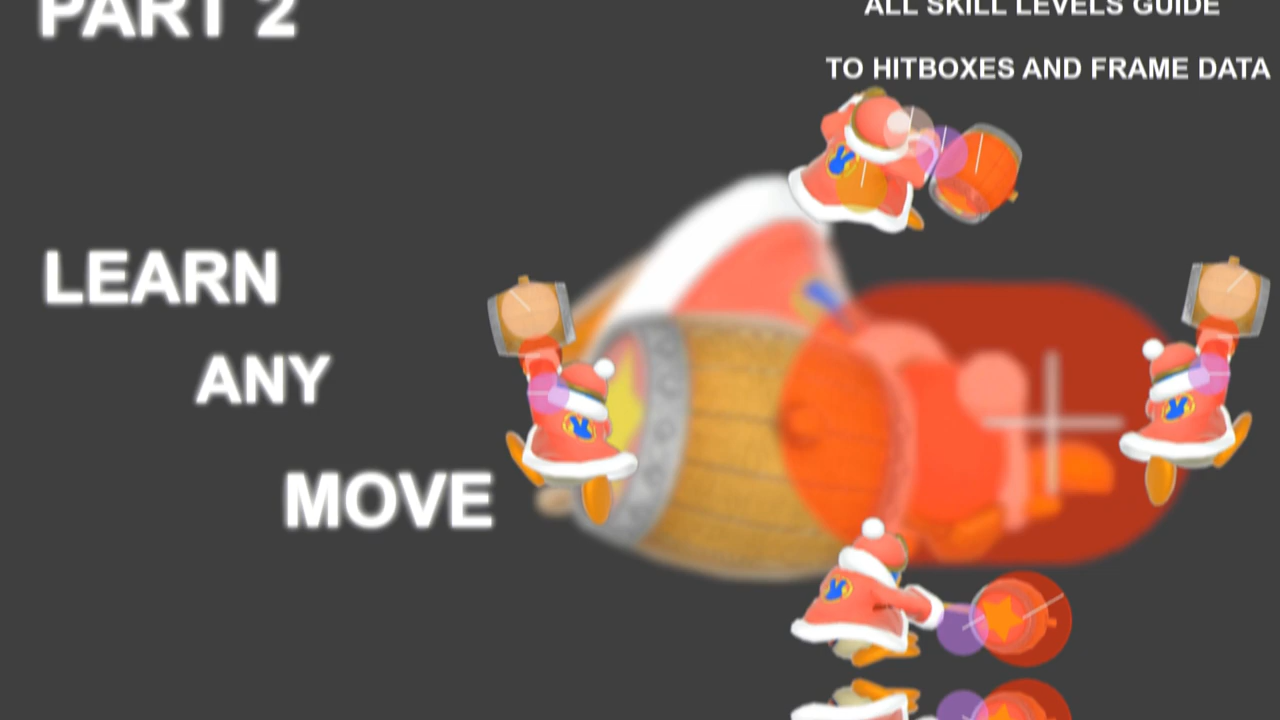 PART 2
ALL SKILL LEVELS GUIDE
TO HITBOXES AND FRAME DATA
LEARN
ANY
MOVE